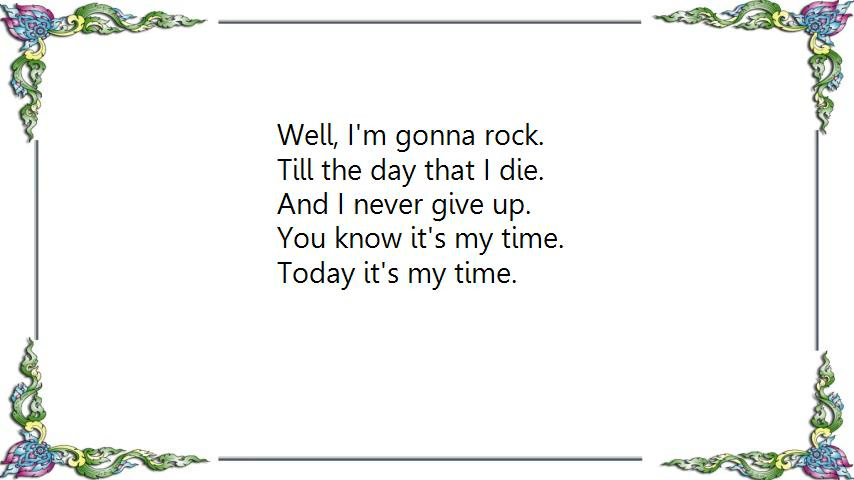 Well, I'm gonna rock.
Till the day that I die.
And I never give up.
You know it's my time.
Today it's my time.